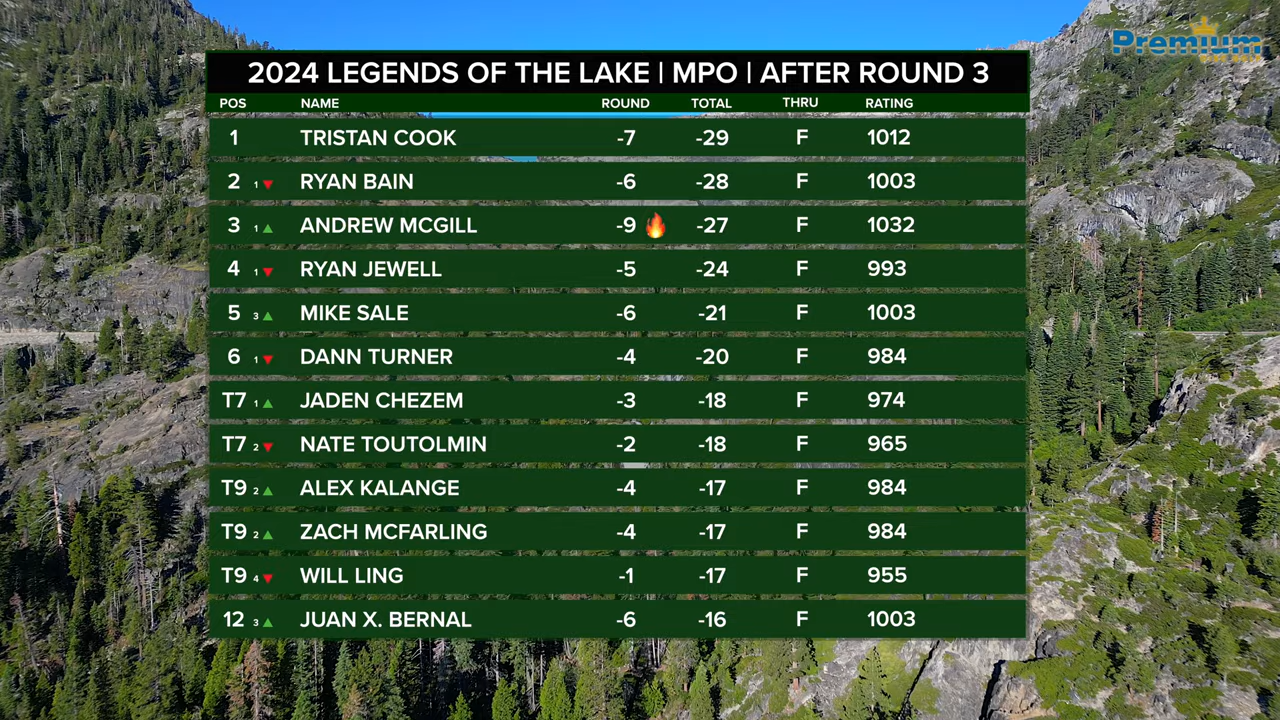 Premium
2024 LEGENDS OF THE LAKE | MPO | AFTER ROUND 3
POS NAME ROUND TOTAL THRU RATING
1 TRISTAN COOK -7 -29 F 1012
2 1 ▼ RYAN BAIN -6 -28 F 1003
3 1 ▲ ANDREW MCGILL -9 🔥 -27 F 1032
4 1 ▼ RYAN JEWELL -5 -24 F 993
5 3 ▲ MIKE SALE -6 -21 F 1003
6 1 ▼ DANN TURNER -4 -20 F 984
T7 1 ▲ JADEN CHEZEM -3 -18 F 974
T7 2 ▼ NATE TOUTOLMIN -2 -18 F 965
T9 2 ▲ ALEX KALANGE -4 -17 F 984
T9 2 ▲ ZACH MCFARLING -4 -17 F 984
T9 4 ▼ WILL LING -1 -17 F 955
12 3 ▲ JUAN X. BERNAL -6 -16 F 1003